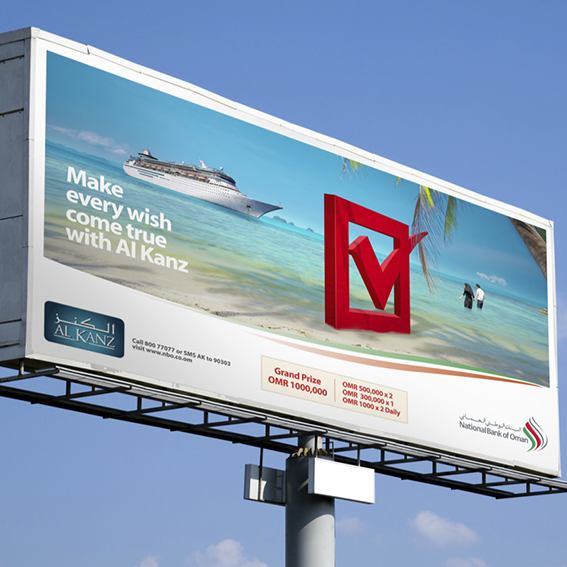 Make
every wish
come true
with Al Kanz
الكنز
AL KANZ
Call 800 77077 or SMS AK to 90303
visit www.nbo.co.om
Grand Prize
OMR 1000,000
OMR 500,000 x 2
OMR 300,000 x 1
OMR 1000 x 2 Daily
البنك الوطني العماني
National Bank of Oman